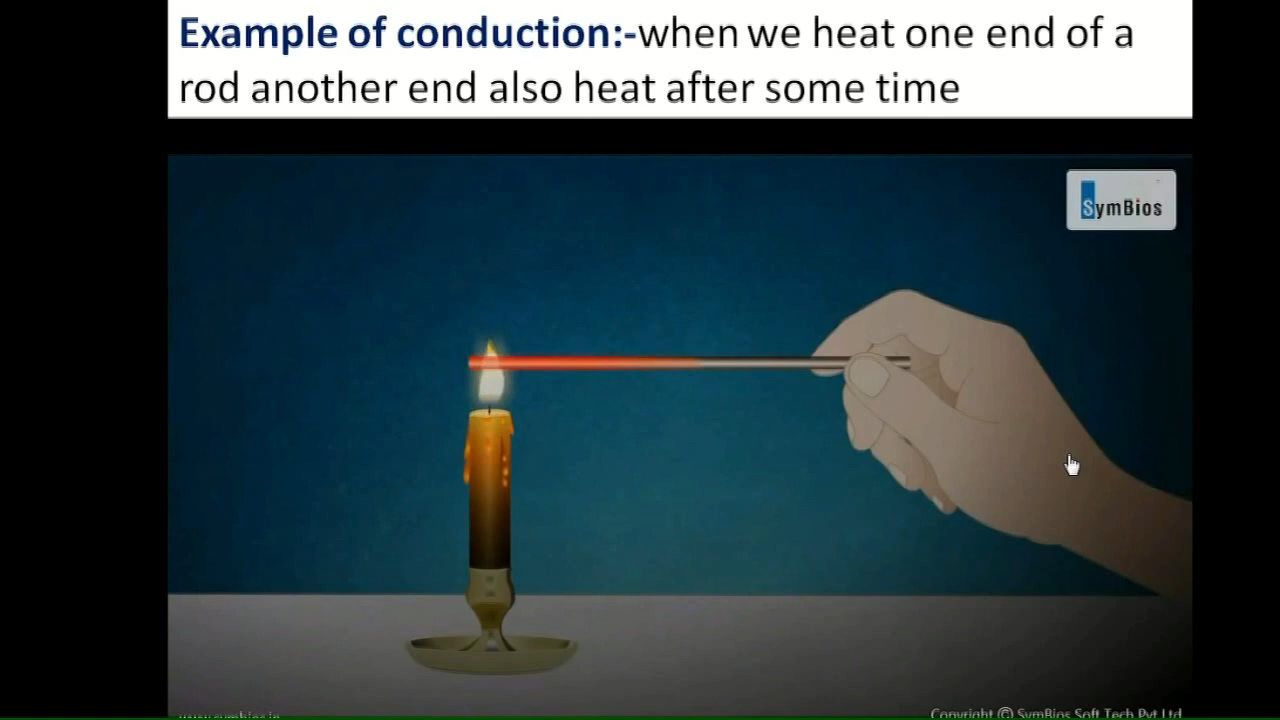 Example of conduction:-when we heat one end of a
rod another end also heat after some time
SymBios
Copyright © SymBios Soft Tech Pvt Ltd